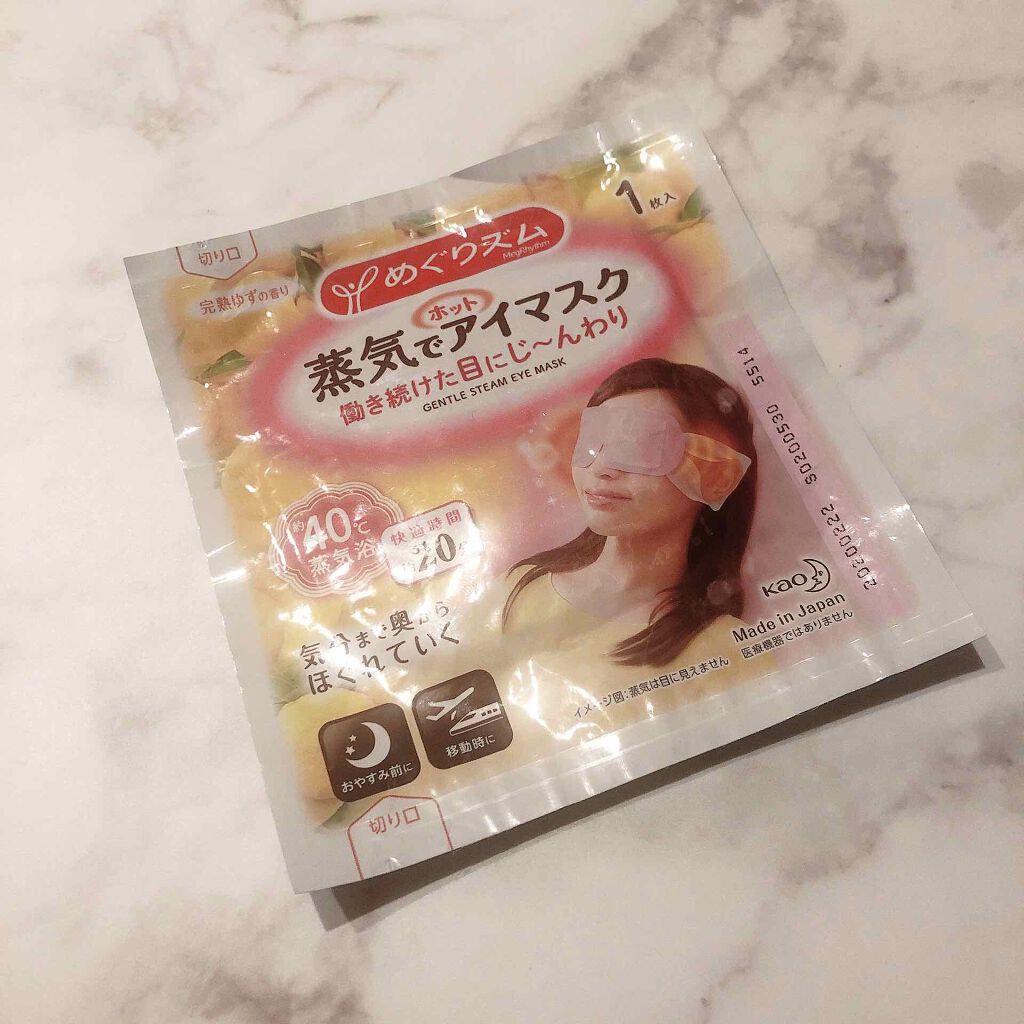 1枚入
切り口
完熟ゆずの香り
めぐりズム
MegRhythm
ホット
蒸気でアイマスク
働き続けた目にじ〜んわり
GENTLE STEAM EYE MASK
約40℃
蒸気浴
快適時間
20
気分まで奥から
ほぐれていく
おやすみ前に
移動時に
切り口
Kao
Made in Japan
医療機器ではありません
イメージ図:蒸気は目に見えません
20200222 S0200530 5514